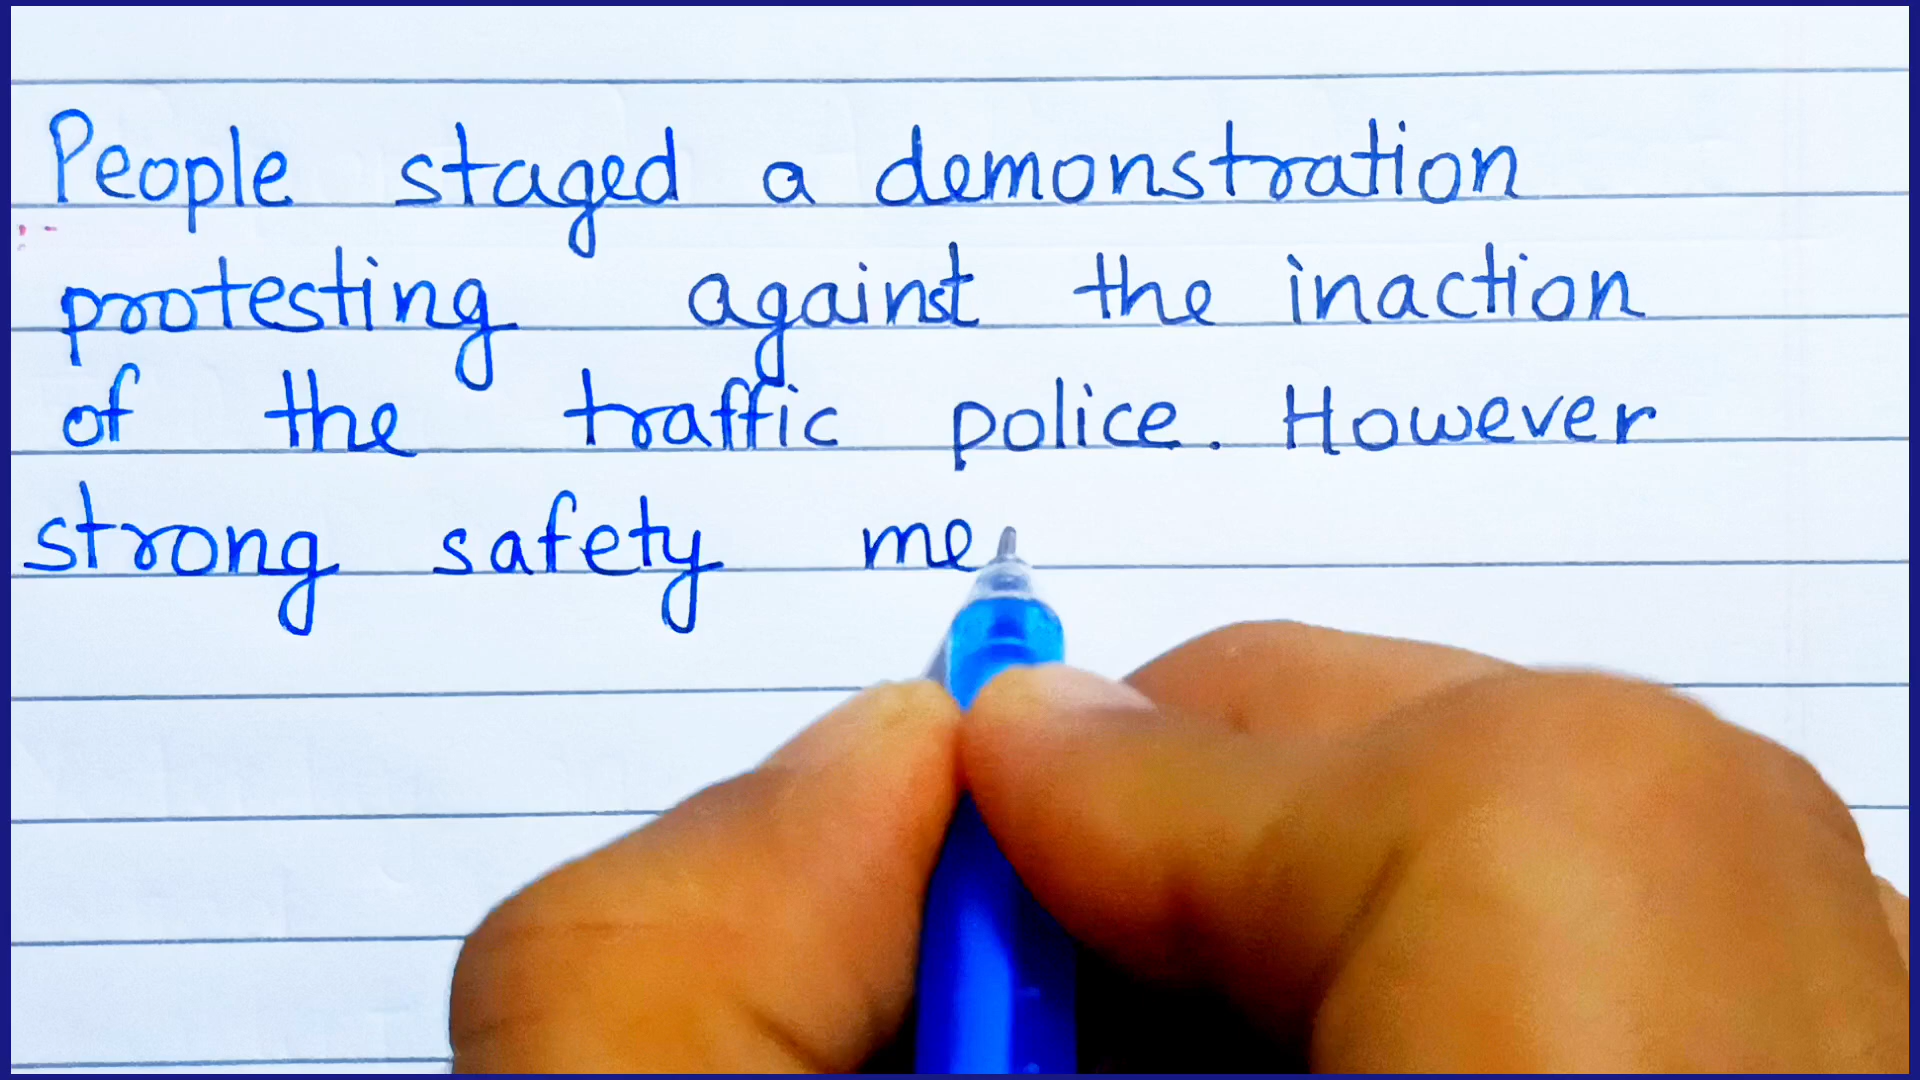 People staged a demonstration
protesting against the inaction
of the traffic police. However
strong safety me